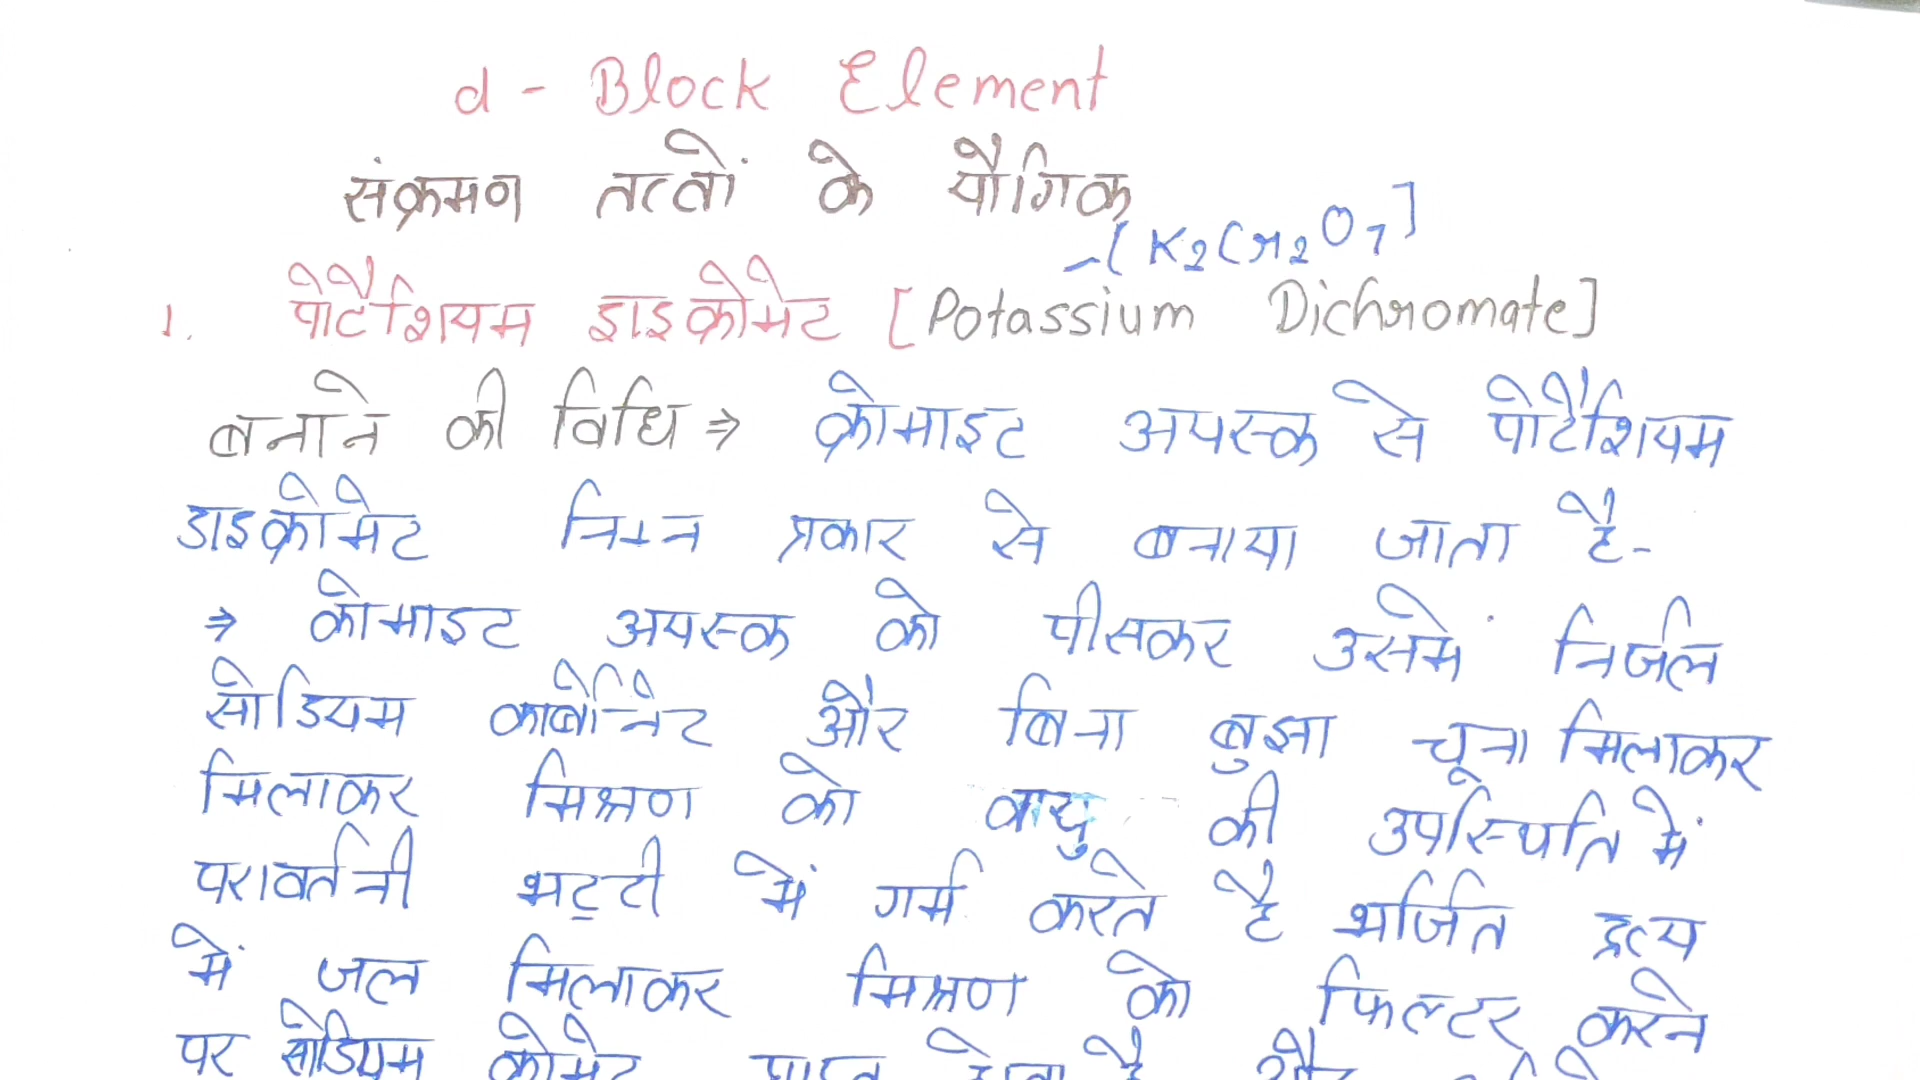 d - Block Element
संक्रमण तत्वों के यौगिक
-[K2Cr2O7]
1. पोटैशियम डाइक्रोमेट [Potassium Dichromate]
बनाने की विधि ⇒ क्रोमाइट अयस्क से पोटैशियम
डाइक्रोमेट निम्न प्रकार से बनाया जाता है-
⇒ क्रोमाइट अयस्क को पीसकर उसमें निर्जल
सोडियम कार्बोनेट और बिना बुझा चूना मिलाकर
मिलाकर मिश्रण को वायु की उपस्थिति में
परावर्तनी भट्टी में गर्म करते है भर्जित द्रव्य
में जल मिलाकर मिश्रण को फिल्टर करने
पर सोडियम क्रोमेट प्राप्त होता है और